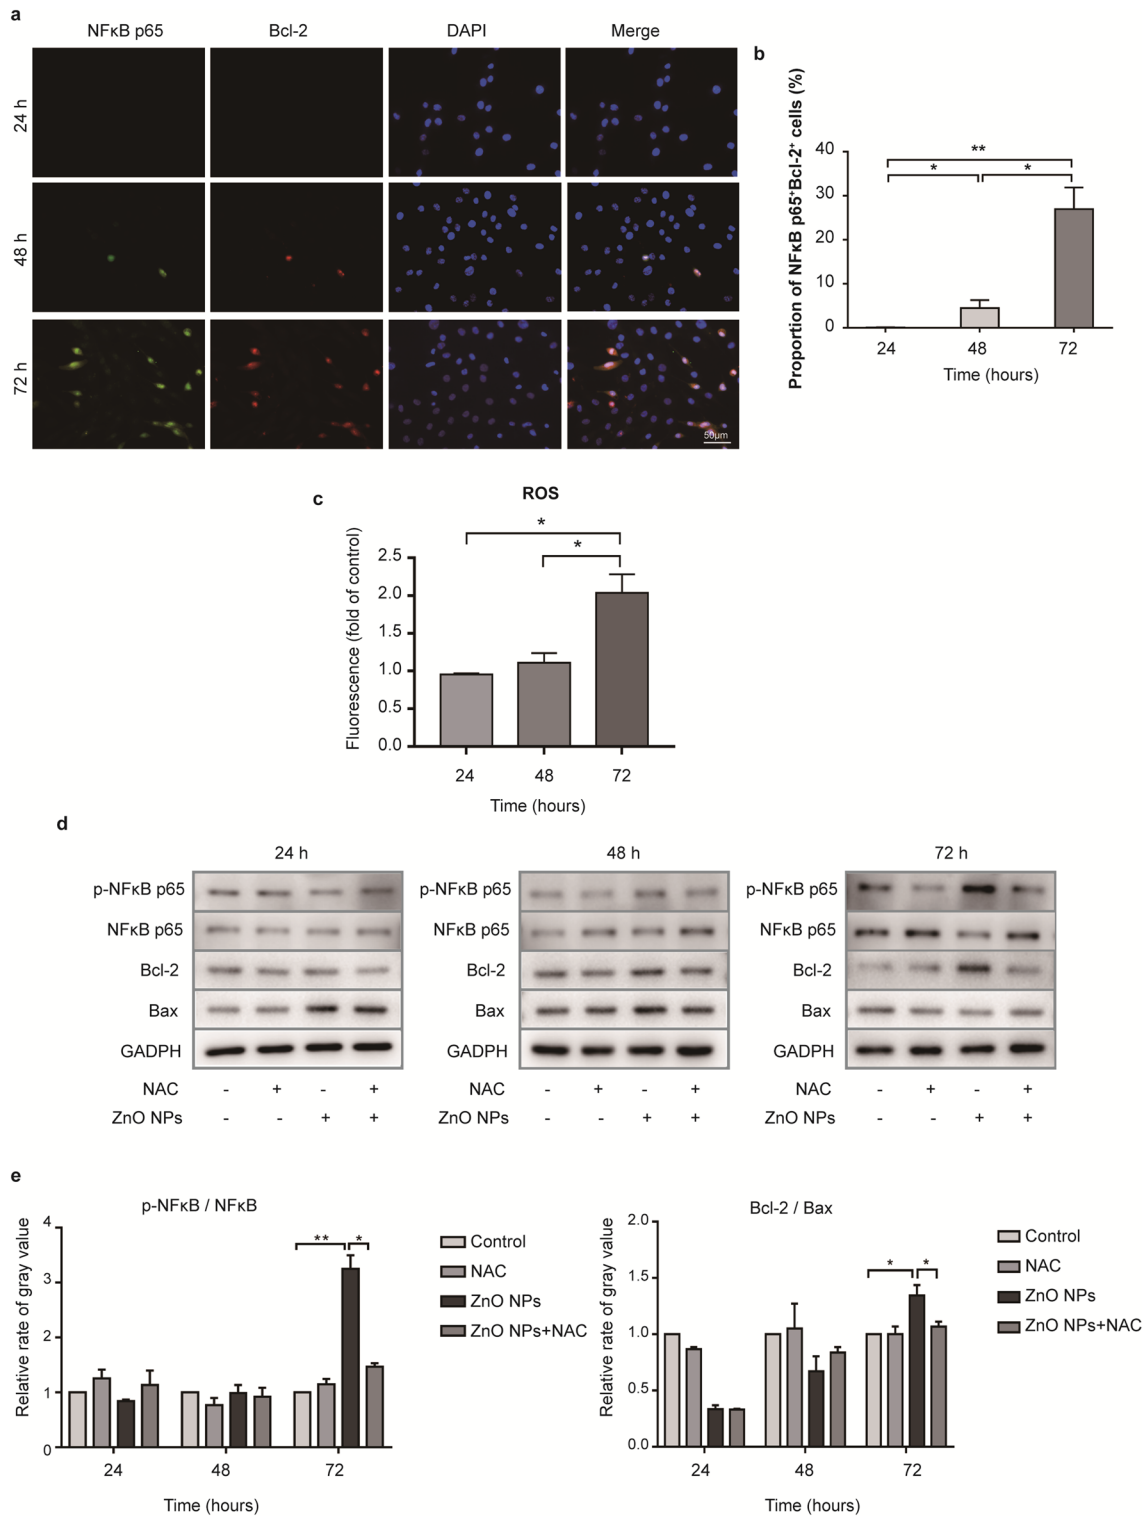 a
NFκB p65 Bcl-2 DAPI Merge
24 h
48 h
72 h
50μm
b
Proportion of NFκB p65⁺Bcl-2⁺ cells (%)
40
30
20
10
0
**
* *
24 48 72
Time (hours)
c
ROS
Fluorescence (fold of control)
2.5
2.0
1.5
1.0
0.5
0.0
*
*
24 48 72
Time (hours)
d
24 h
p-NFκB p65
NFκB p65
Bcl-2
Bax
GADPH
NAC - + - +
ZnO NPs - - + +
48 h
p-NFκB p65
NFκB p65
Bcl-2
Bax
GADPH
NAC - + - +
ZnO NPs - - + +
72 h
p-NFκB p65
NFκB p65
Bcl-2
Bax
GADPH
NAC - + - +
ZnO NPs - - + +
e
p-NFκB / NFκB
Relative rate of gray value
4
3
2
1
0
** *
24 48 72
Time (hours)
Control
NAC
ZnO NPs
ZnO NPs+NAC
Bcl-2 / Bax
Relative rate of gray value
2.0
1.5
1.0
0.5
0.0
* *
24 48 72
Time (hours)
Control
NAC
ZnO NPs
ZnO NPs+NAC